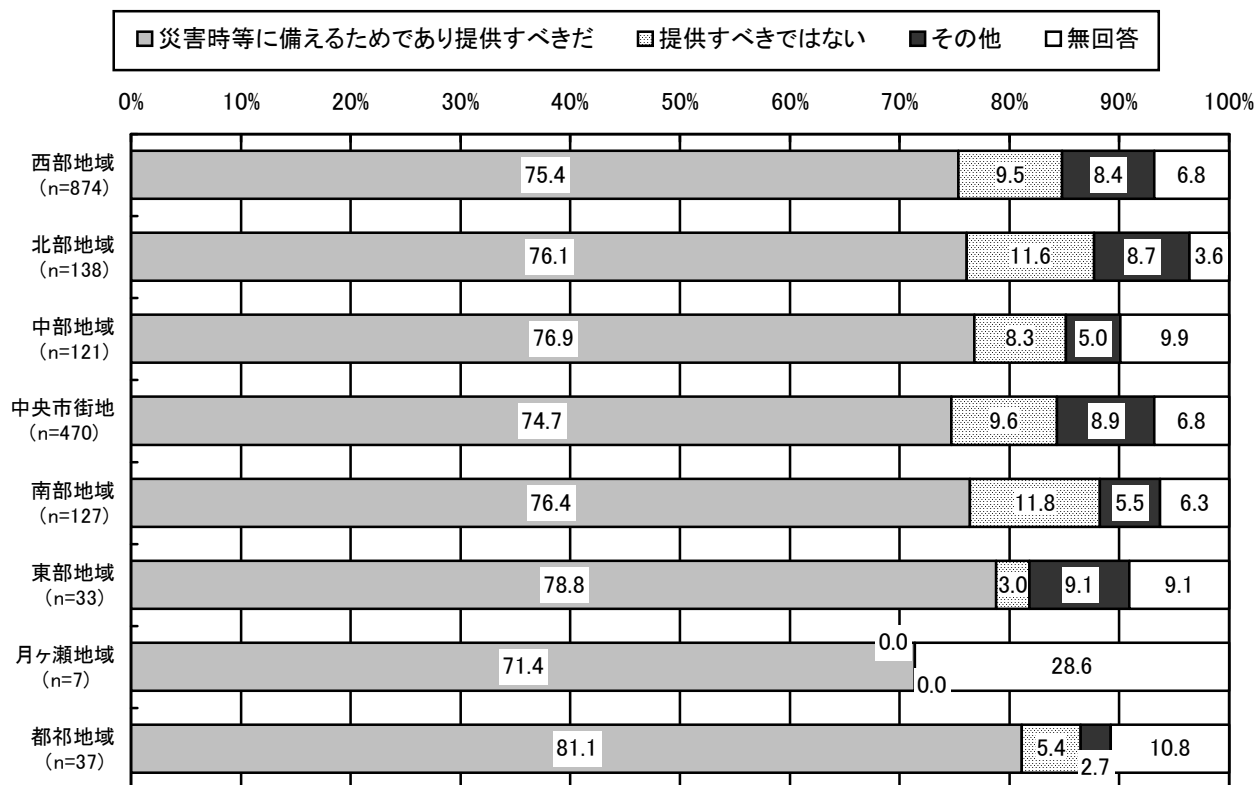 災害時等に備えるためであり提供すべきだ 提供すべきではない その他 無回答
0% 10% 20% 30% 40% 50% 60% 70% 80% 90% 100%
西部地域
(n=874)
75.4 9.5 8.4 6.8
北部地域
(n=138)
76.1 11.6 8.7 3.6
中部地域
(n=121)
76.9 8.3 5.0 9.9
中央市街地
(n=470)
74.7 9.6 8.9 6.8
南部地域
(n=127)
76.4 11.8 5.5 6.3
東部地域
(n=33)
78.8 3.0 9.1 9.1
月ヶ瀬地域
(n=7)
71.4 0.0 0.0 28.6
都祁地域
(n=37)
81.1 5.4 2.7 10.8